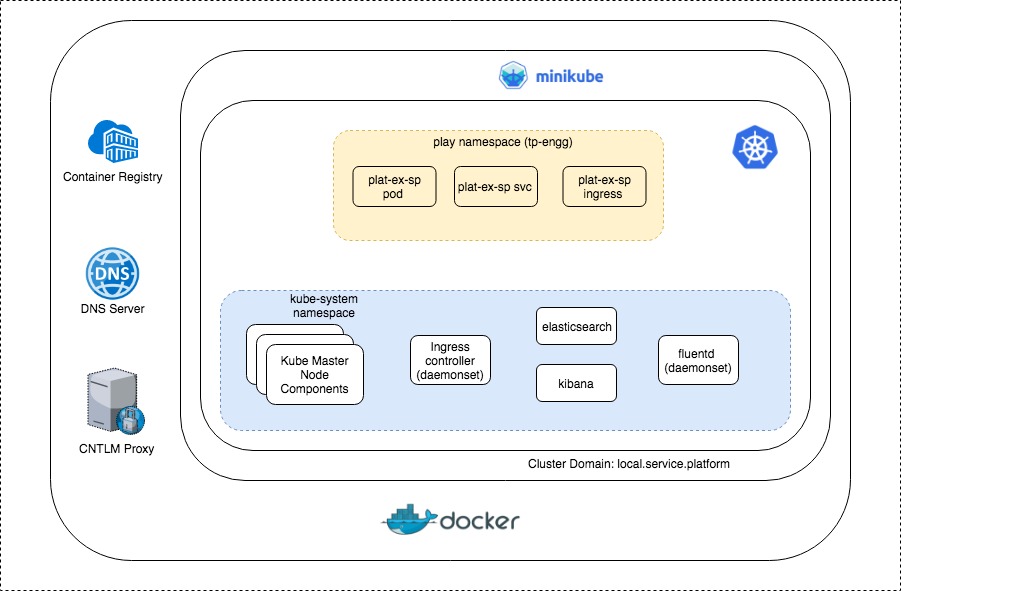 minikube
play namespace (tp-engg)
plat-ex-sp
pod
plat-ex-sp svc
plat-ex-sp
ingress
Container Registry
DNS
DNS Server
CNTLM Proxy
kube-system
namespace
Kube Master
Node
Components
Ingress
controller
(daemonset)
elasticsearch
kibana
fluentd
(daemonset)
Cluster Domain: local.service.platform
docker